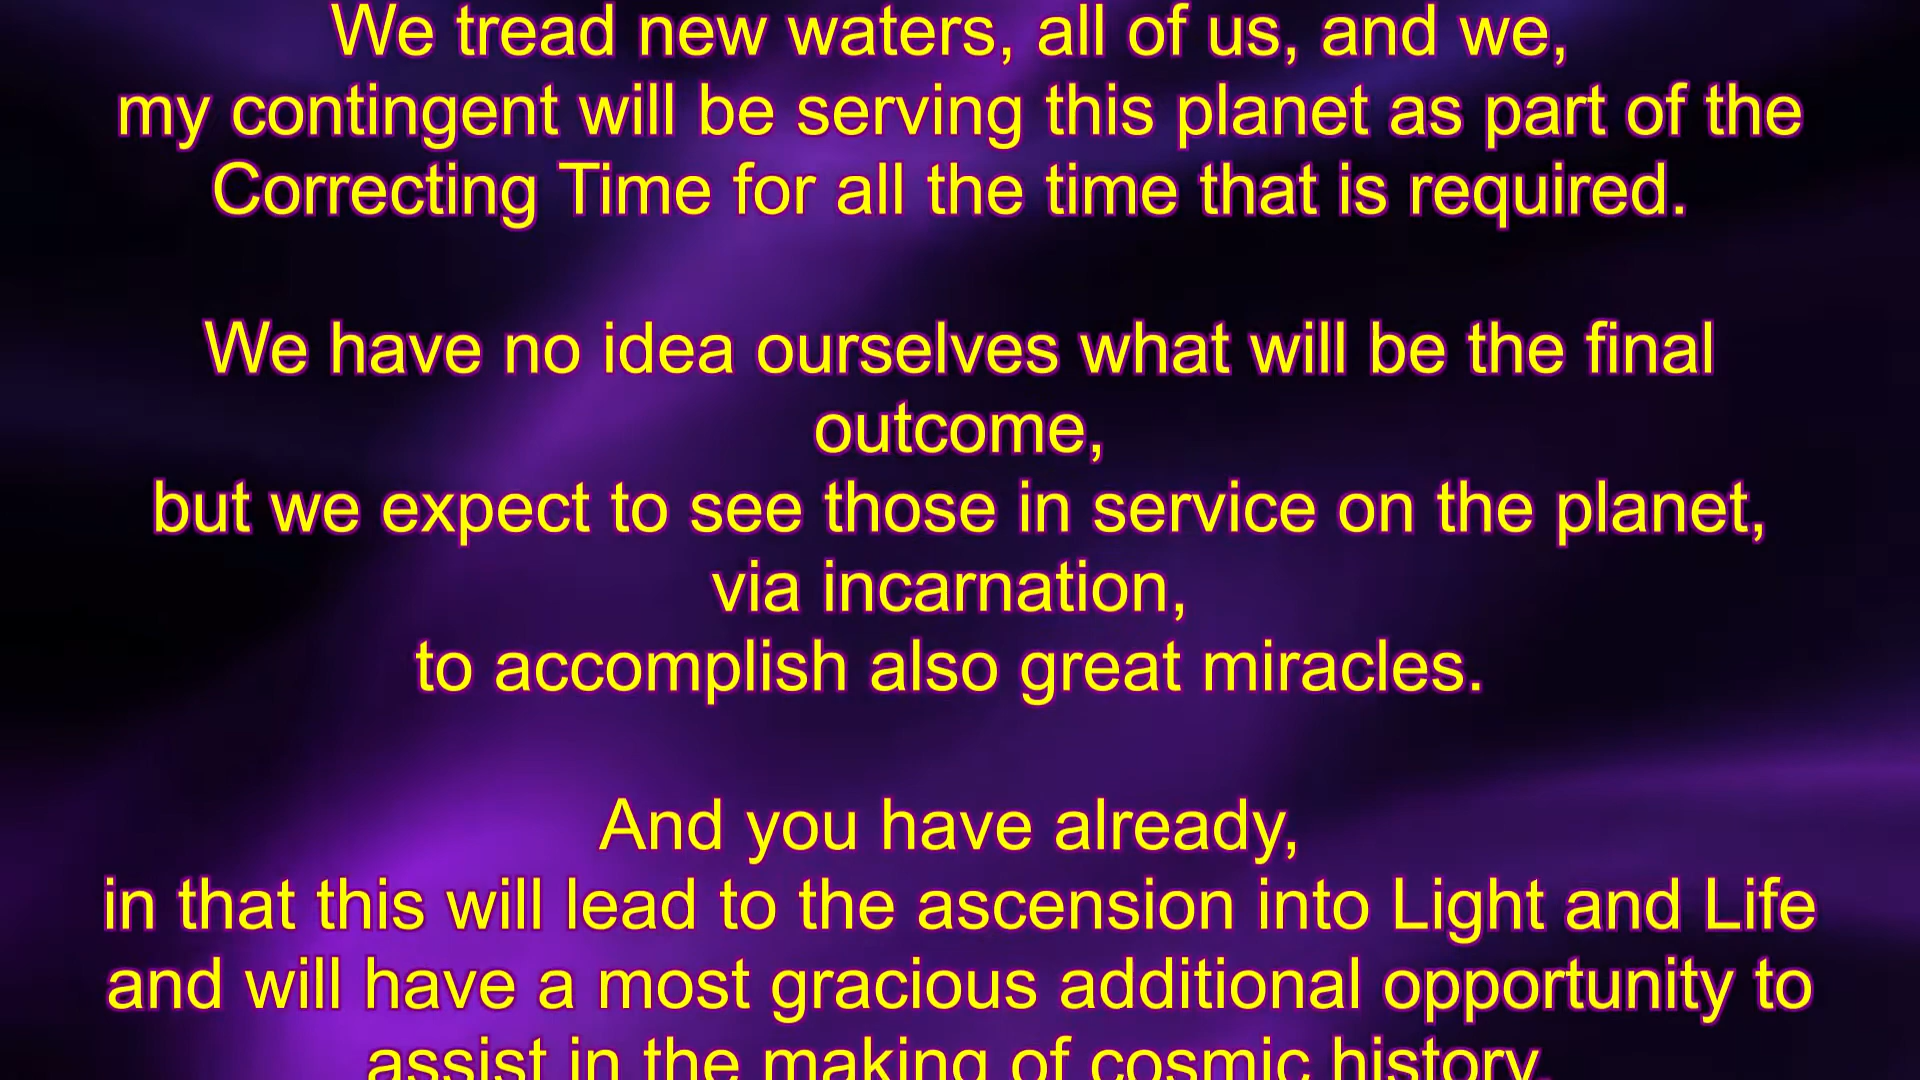 We tread new waters, all of us, and we,
my contingent will be serving this planet as part of the
Correcting Time for all the time that is required.
We have no idea ourselves what will be the final
outcome,
but we expect to see those in service on the planet,
via incarnation,
to accomplish also great miracles.
And you have already,
in that this will lead to the ascension into Light and Life
and will have a most gracious additional opportunity to
assist in the making of cosmic history.